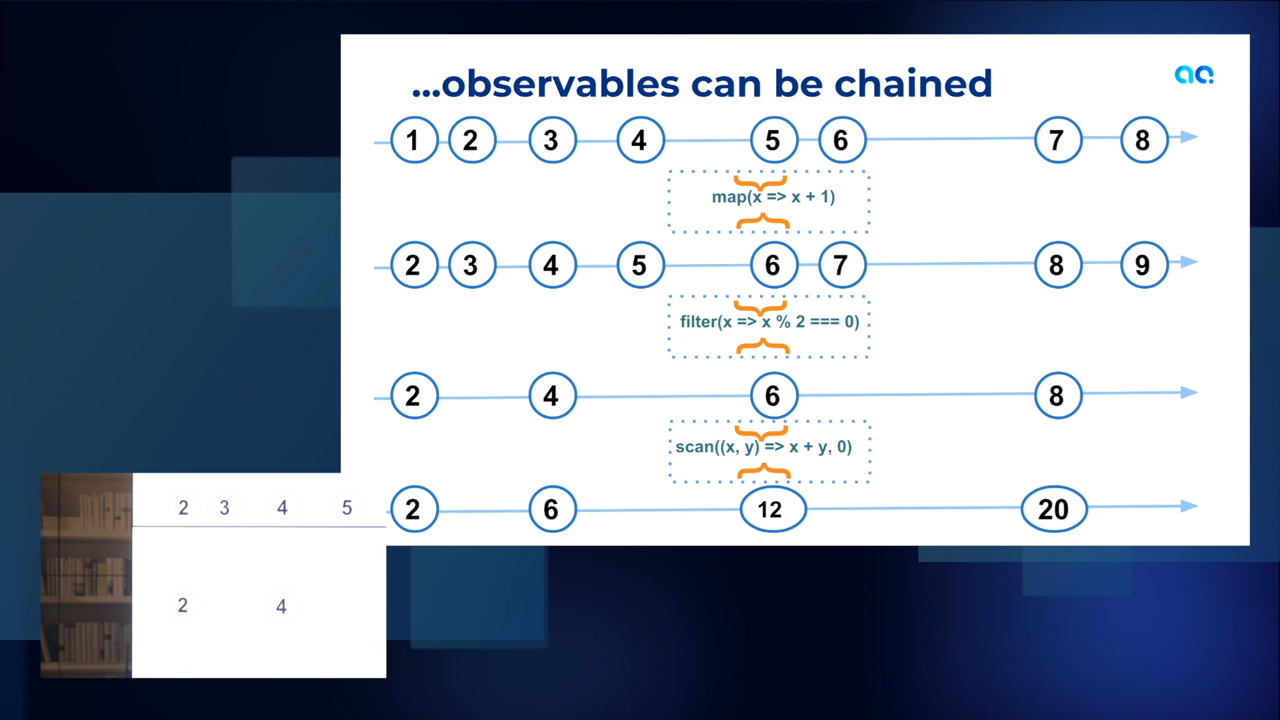 ...observables can be chained
aQ.
1 2 3 4 5 6 7 8
map(x => x + 1)
2 3 4 5 6 7 8 9
filter(x => x % 2 === 0)
2 4 6 8
scan((x, y) => x + y, 0)
2 6 12 20
2 3 4 5
2 4